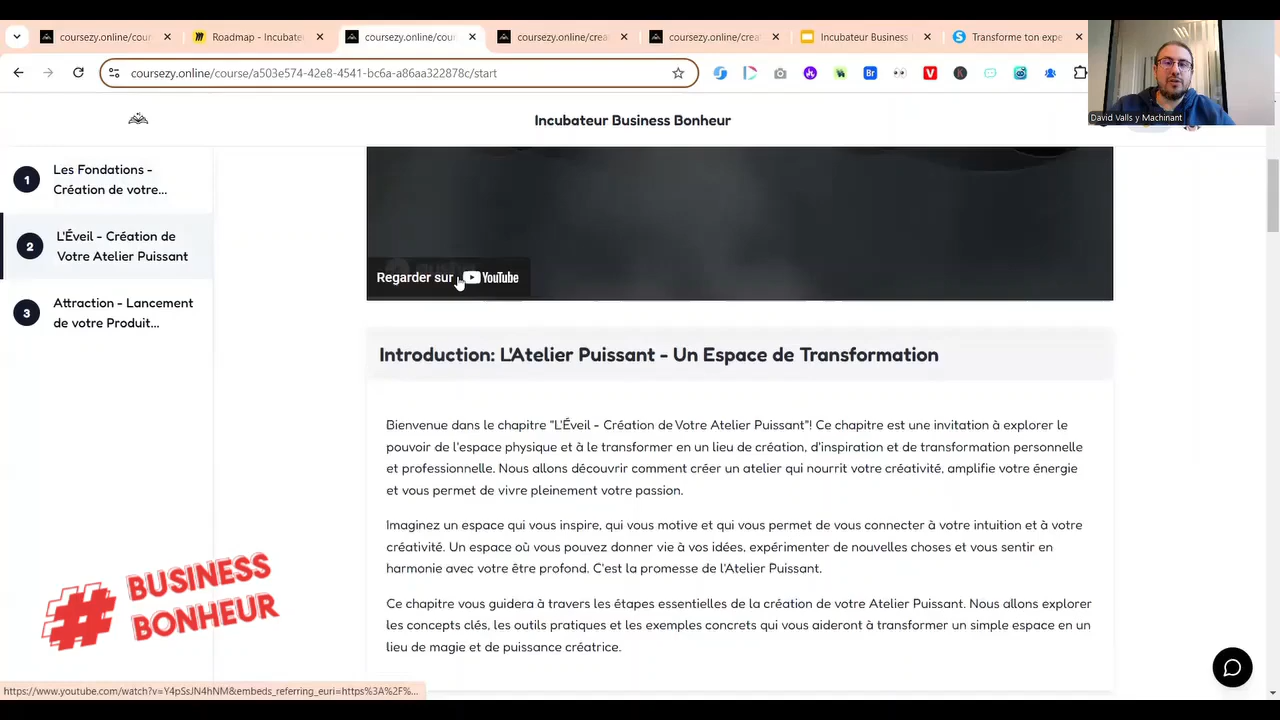 coursezy.online/cour
Roadmap - Incubate
coursezy.online/cour
coursezy.online/crea
coursezy.online/crea
Incubateur Business
Transforme ton expe
coursezy.online/course/a503e574-42e8-4541-bc6a-a86aa322878c/start
David Valls y Machinant
Incubateur Business Bonheur
1
Les Fondations -
Création de votre...
2
L'Éveil - Création de
Votre Atelier Puissant
3
Attraction - Lancement
de votre Produit...
Regarder sur YouTube
Introduction: L'Atelier Puissant - Un Espace de Transformation
Bienvenue dans le chapitre "L'Éveil - Création de Votre Atelier Puissant"! Ce chapitre est une invitation à explorer le
pouvoir de l'espace physique et à le transformer en un lieu de création, d'inspiration et de transformation personnelle
et professionnelle. Nous allons découvrir comment créer un atelier qui nourrit votre créativité, amplifie votre énergie
et vous permet de vivre pleinement votre passion.
Imaginez un espace qui vous inspire, qui vous motive et qui vous permet de vous connecter à votre intuition et à votre
créativité. Un espace où vous pouvez donner vie à vos idées, expérimenter de nouvelles choses et vous sentir en
harmonie avec votre être profond. C'est la promesse de l'Atelier Puissant.
Ce chapitre vous guidera à travers les étapes essentielles de la création de votre Atelier Puissant. Nous allons explorer
les concepts clés, les outils pratiques et les exemples concrets qui vous aideront à transformer un simple espace en un
lieu de magie et de puissance créatrice.
# BUSINESS
BONHEUR
https://www.youtube.com/watch?v=Y4pSsJN4hNM&embeds_referring_euri=https%3A%2F%...